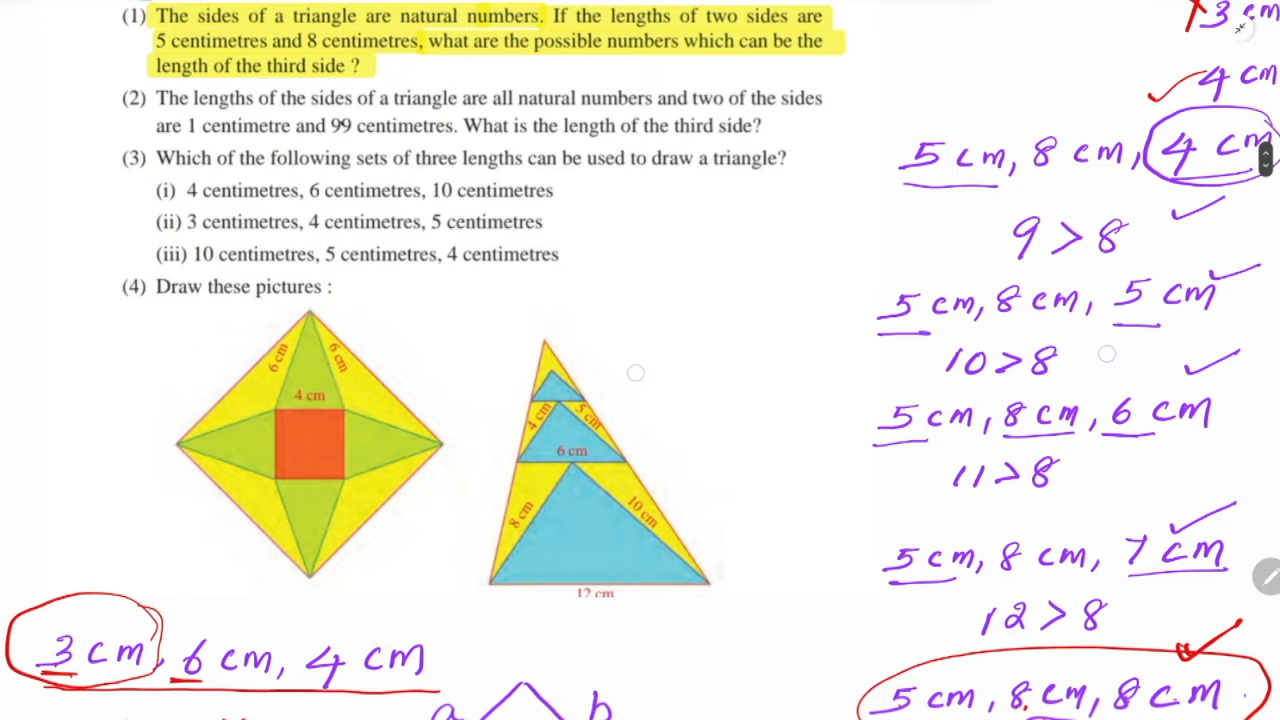 (1) The sides of a triangle are natural numbers. If the lengths of two sides are
5 centimetres and 8 centimetres, what are the possible numbers which can be the
length of the third side ?
(2) The lengths of the sides of a triangle are all natural numbers and two of the sides
are 1 centimetre and 99 centimetres. What is the length of the third side?
(3) Which of the following sets of three lengths can be used to draw a triangle?
(i) 4 centimetres, 6 centimetres, 10 centimetres
(ii) 3 centimetres, 4 centimetres, 5 centimetres
(iii) 10 centimetres, 5 centimetres, 4 centimetres
(4) Draw these pictures :
6 cm
6 cm
4 cm
4 cm
5 cm
6 cm
8 cm
10 cm
12 cm
3 cm, 6 cm, 4 cm
a
b
3 cm
4 cm
5 cm, 8 cm, 4 cm
9 > 8
5 cm, 8 cm, 5 cm
10 > 8
5 cm, 8 cm, 6 cm
11 > 8
5 cm, 8 cm, 7 cm
12 > 8
5 cm, 8 cm, 8 cm